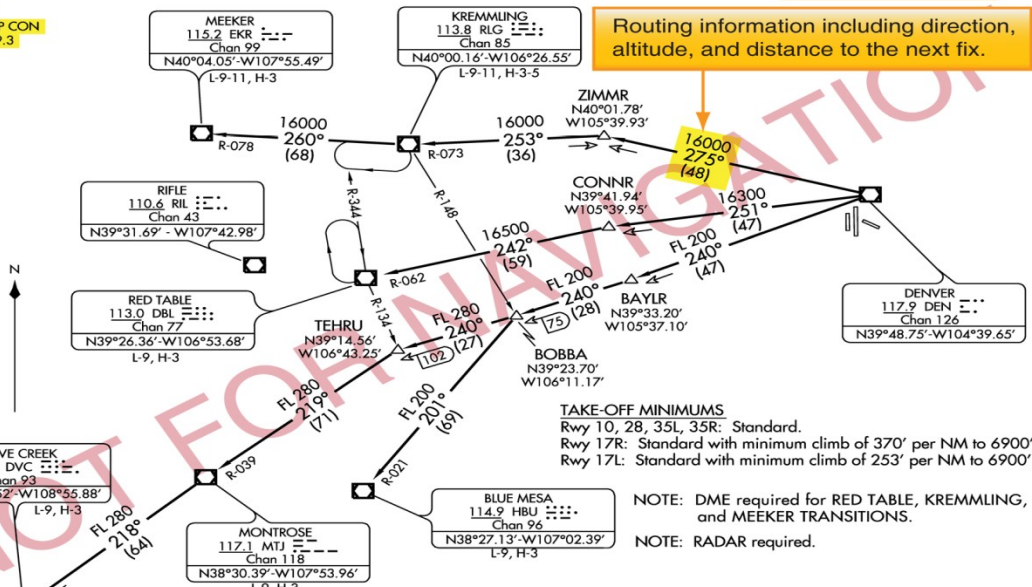 P CON
9.3
MEEKER
115.2 EKR
Chan 99
N40°04.05'-W107°55.49'
L-9-11, H-3
KREMMLING
113.8 RLG
Chan 85
N40°00.16'-W106°26.55'
L-9-11, H-3-5
Routing information including direction,
altitude, and distance to the next fix.
ZIMMR
N40°01.78'
W105°39.93'
16000
260°
(68)
R-078
16000
253°
(36)
R-073
16000
275°
(48)
CONNR
N39°41.94'
W105°39.95'
16300
251°
(47)
R-344
R-148
RIFLE
110.6 RIL
Chan 43
N39°31.69' - W107°42.98'
16500
242°
(59)
R-062
FL 200
240°
(47)
N
RED TABLE
113.0 DBL
Chan 77
N39°26.36'-W106°53.68'
L-9, H-3
R-134
FL 200
240°
(28)
75
BAYLR
N39°33.20'
W105°37.10'
DENVER
117.9 DEN
Chan 126
N39°48.75'-W104°39.65'
TEHRU
N39°14.56'
W106°43.25'
FL 280
240°
(27)
102
BOBBA
N39°23.70'
W106°11.17'
FL 280
219°
(71)
FL 200
201°
(69)
TAKE-OFF MINIMUMS
Rwy 10, 28, 35L, 35R: Standard.
Rwy 17R: Standard with minimum climb of 370' per NM to 6900'
Rwy 17L: Standard with minimum climb of 253' per NM to 6900'
R-039
R-021
VE CREEK
DVC
an 93
52'-W108°55.88'
L-9, H-3
FL 280
218°
(64)
MONTROSE
117.1 MTJ
Chan 118
N38°30.39'-W107°53.96'
L-9, H-3
BLUE MESA
114.9 HBU
Chan 96
N38°27.13'-W107°02.39'
L-9, H-3
NOTE: DME required for RED TABLE, KREMMLING,
and MEEKER TRANSITIONS.
NOTE: RADAR required.
NOT FOR NAVIGATION